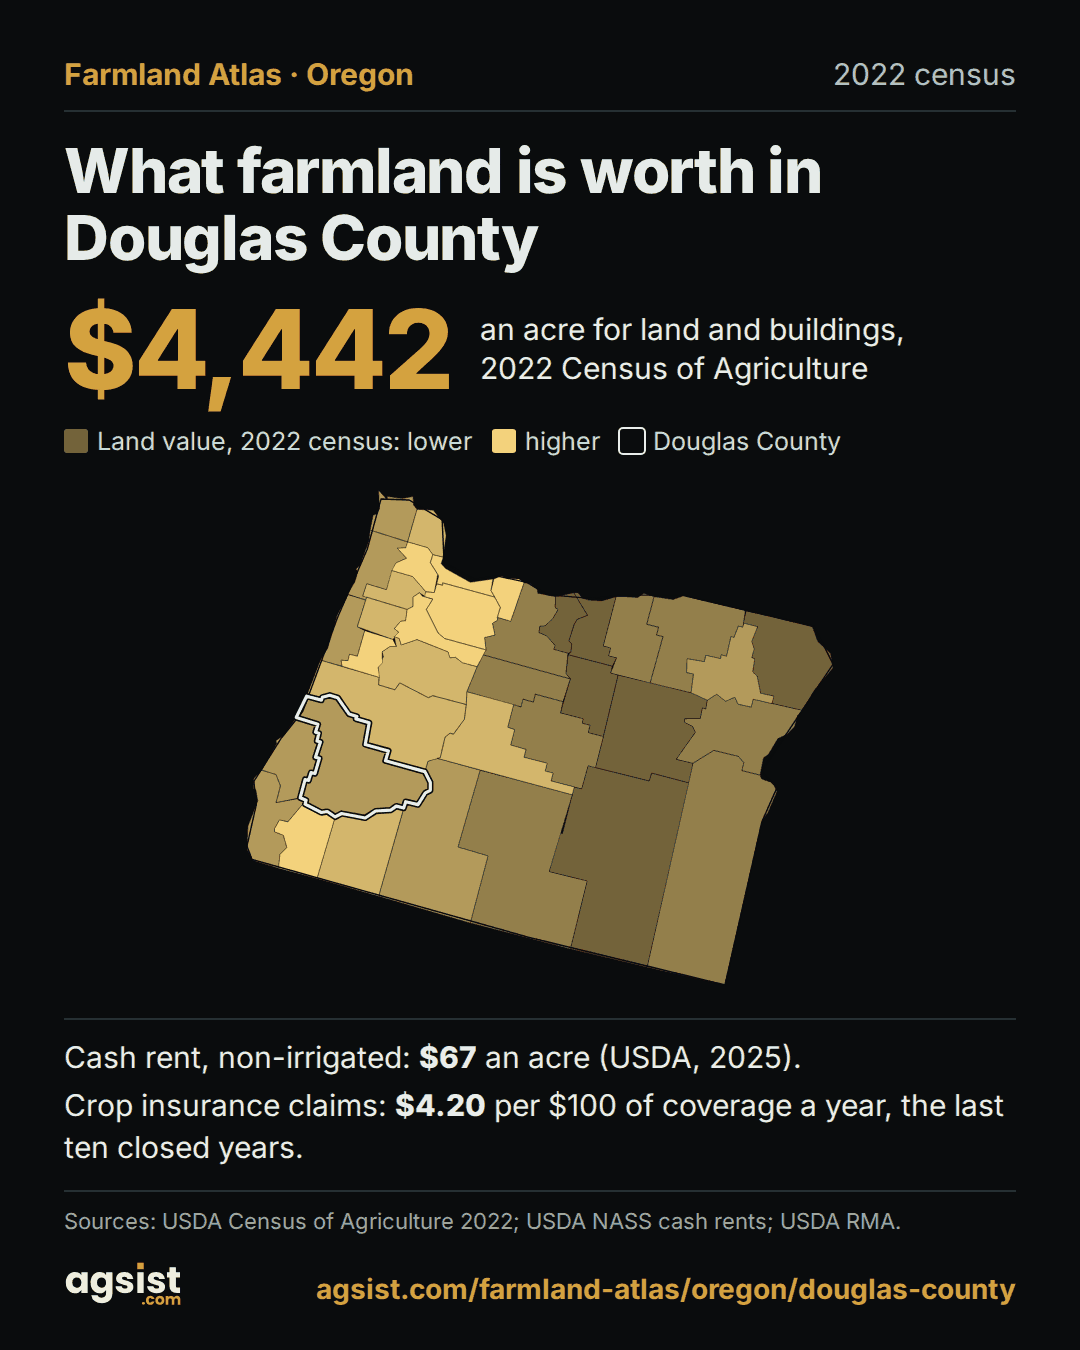 Farmland Atlas · Oregon
2022 census
What farmland is worth in
Douglas County
$4,442
an acre for land and buildings,
2022 Census of Agriculture
Land value, 2022 census: lower
higher
Douglas County
Cash rent, non-irrigated: $67 an acre (USDA, 2025).
Crop insurance claims: $4.20 per $100 of coverage a year, the last
ten closed years.
Sources: USDA Census of Agriculture 2022; USDA NASS cash rents; USDA RMA.
agsist
.com
agsist.com/farmland-atlas/oregon/douglas-county